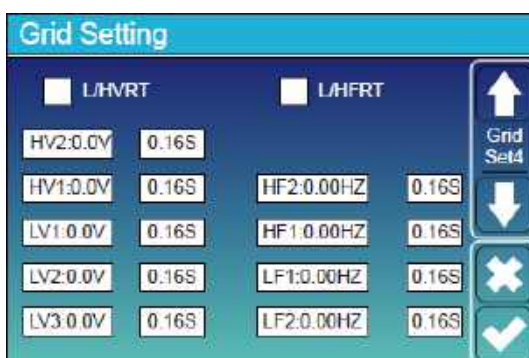 Grid Setting
L/HVRT L/HFRT
HV2:0.0V 0.16S
HV1:0.0V 0.16S HF2:0.00HZ 0.16S
LV1:0.0V 0.16S HF1:0.00HZ 0.16S
LV2:0.0V 0.16S LF1:0.00HZ 0.16S
LV3:0.0V 0.16S LF2:0.00HZ 0.16S
Grid
Set4